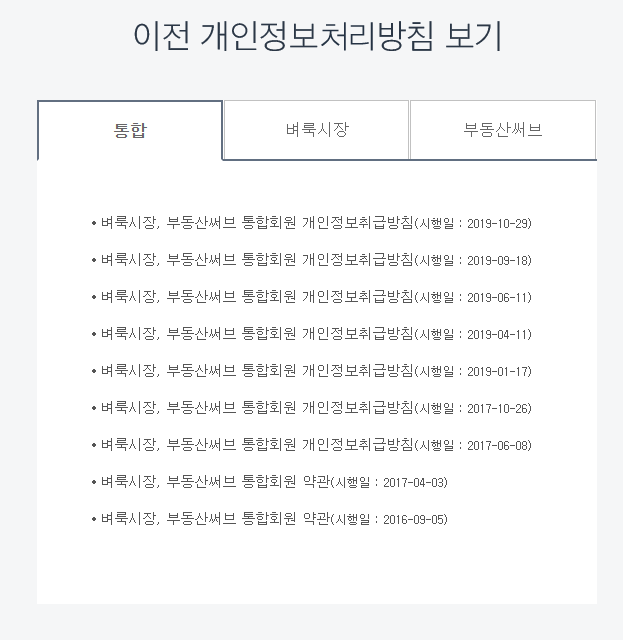 이전 개인정보처리방침 보기
통합 벼룩시장 부동산써브
• 벼룩시장, 부동산써브 통합회원 개인정보취급방침(시행일 : 2019-10-29)
• 벼룩시장, 부동산써브 통합회원 개인정보취급방침(시행일 : 2019-09-18)
• 벼룩시장, 부동산써브 통합회원 개인정보취급방침(시행일 : 2019-06-11)
• 벼룩시장, 부동산써브 통합회원 개인정보취급방침(시행일 : 2019-04-11)
• 벼룩시장, 부동산써브 통합회원 개인정보취급방침(시행일 : 2019-01-17)
• 벼룩시장, 부동산써브 통합회원 개인정보취급방침(시행일 : 2017-10-26)
• 벼룩시장, 부동산써브 통합회원 개인정보취급방침(시행일 : 2017-06-08)
• 벼룩시장, 부동산써브 통합회원 약관(시행일 : 2017-04-03)
• 벼룩시장, 부동산써브 통합회원 약관(시행일 : 2016-09-05)